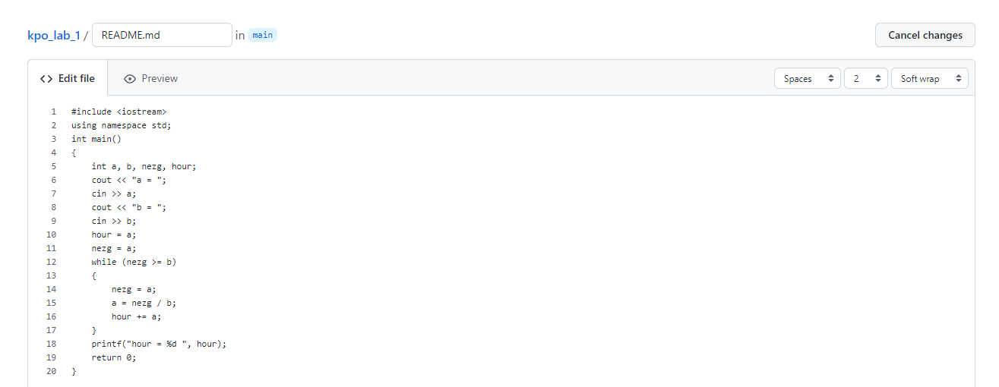 kpo_lab_1 / README.md in main Cancel changes
<> Edit file Preview Spaces 2 Soft wrap
1 #include <iostream>
2 using namespace std;
3 int main()
4 {
5     int a, b, nezg, hour;
6     cout << "a = ";
7     cin >> a;
8     cout << "b = ";
9     cin >> b;
10     hour = a;
11     nezg = a;
12     while (nezg >= b)
13     {
14         nezg = a;
15         a = nezg / b;
16         hour += a;
17     }
18     printf("hour = %d ", hour);
19     return 0;
20 }